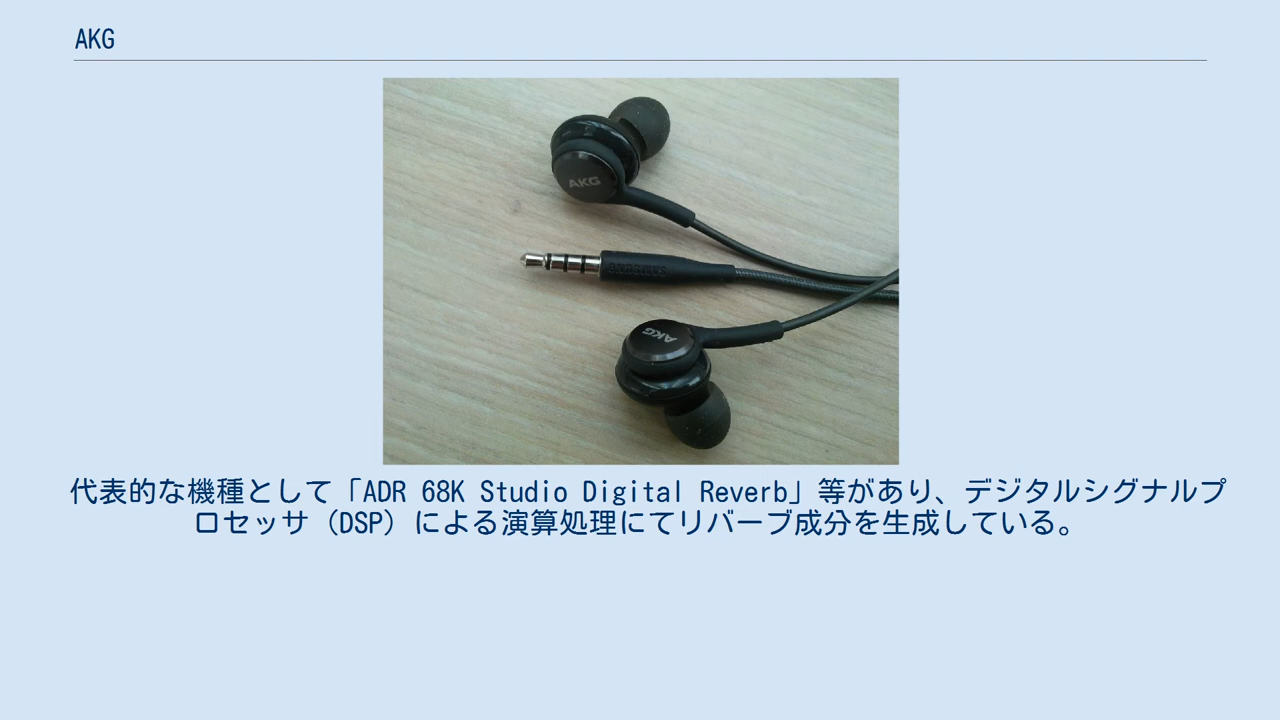 AKG
AKG
SAMSUNG
AKG
代表的な機種として「ADR 68K Studio Digital Reverb」等があり、デジタルシグナルプ
ロセッサ（DSP）による演算処理にてリバーブ成分を生成している。